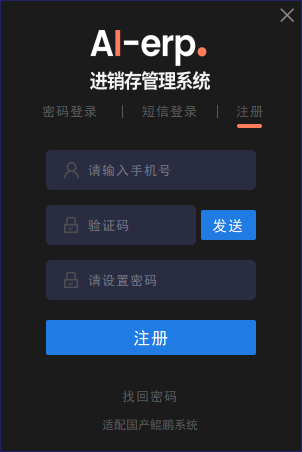 AI-erp.
进销存管理系统
密码登录 | 短信登录 | 注册
请输入手机号
验证码 发送
请设置密码
注册
找回密码
适配国产鲲鹏系统